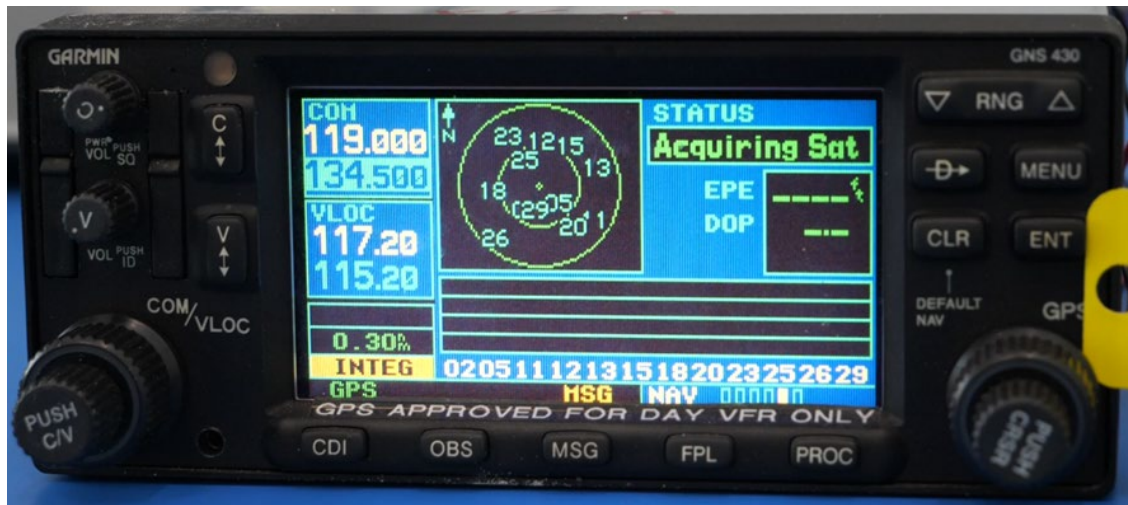 GARMIN
GNS 430
PWR
VOL
PUSH
SQ
C
V
VOL
PUSH
ID
V
COM/VLOC
PUSH
C/V
COM
119.000
134.500
VLOC
117.20
115.20
0.30nm
INTEG
GPS
N
23 12 15
25
13
18
29 05
20
26
STATUS
Acquiring Sat
EPE
ft
DOP
02 05 11 12 13 15 18 20 23 25 26 29
MSG
NAV
GPS APPROVED FOR DAY VFR ONLY
CDI
OBS
MSG
FPL
PROC
RNG
D
MENU
CLR
ENT
DEFAULT
NAV
GPS
PUSH
CRSR